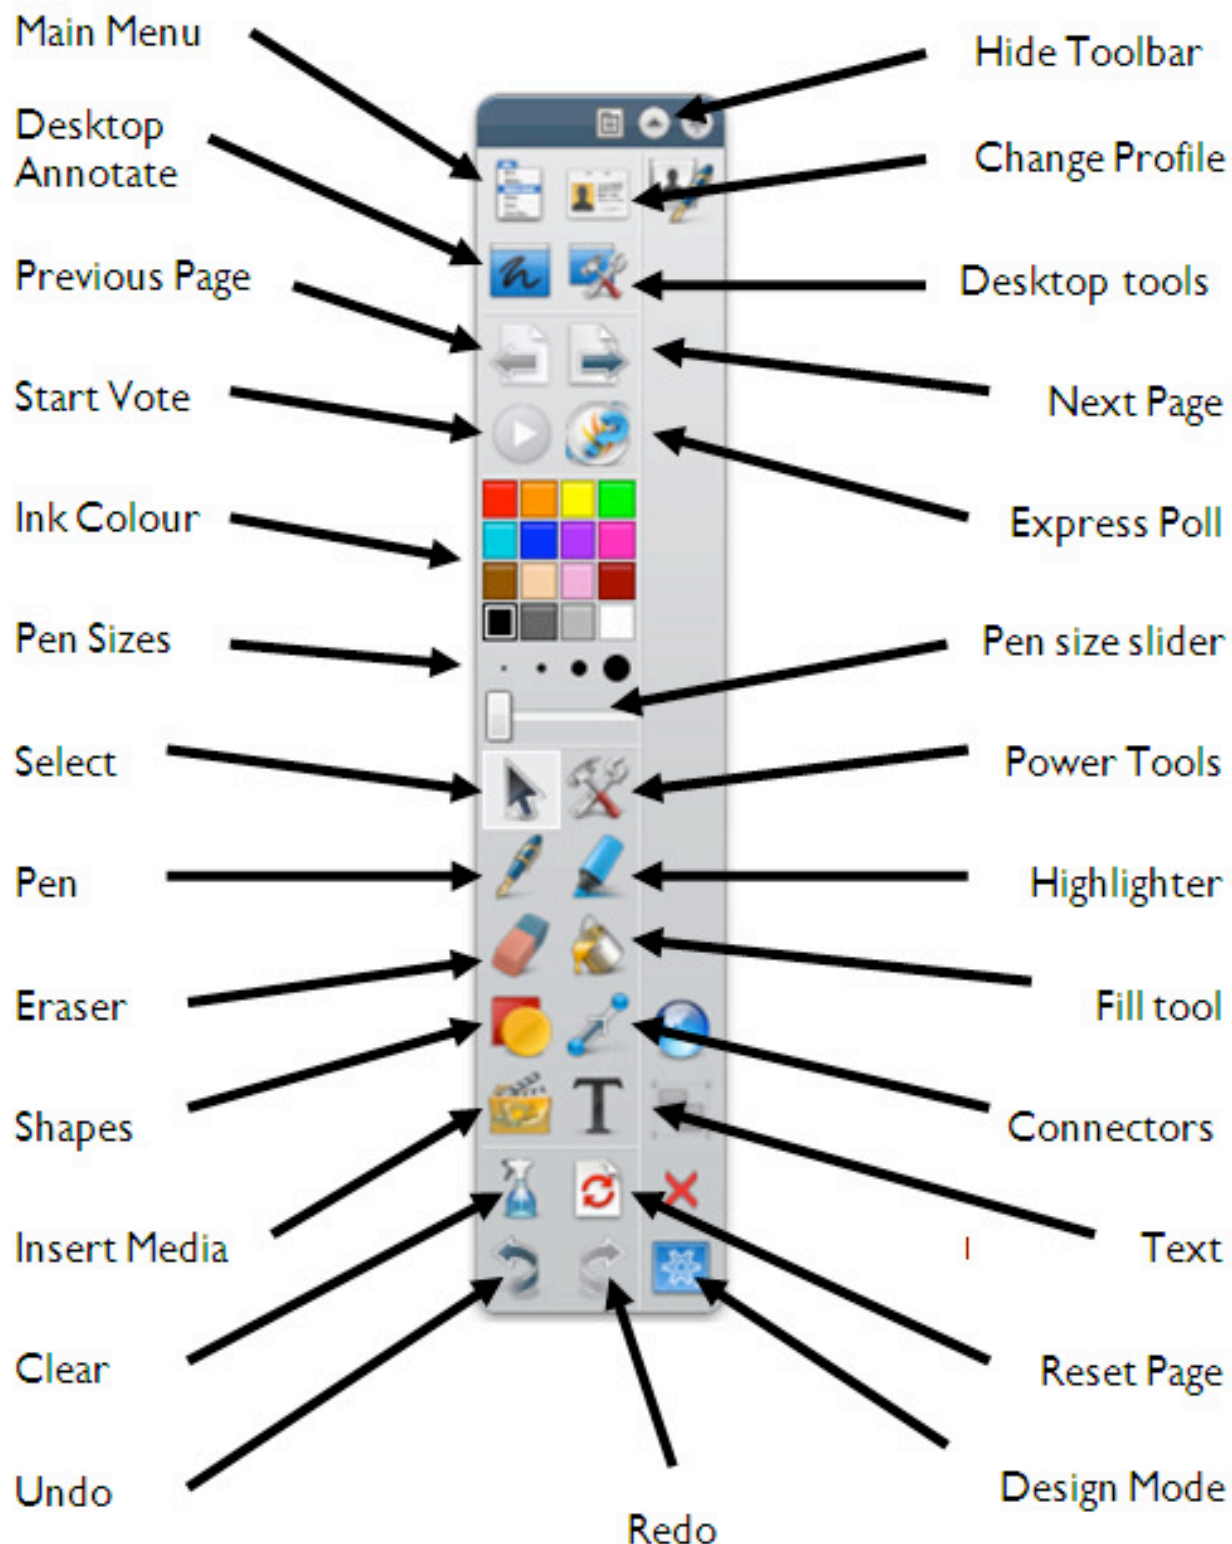 Main Menu
Desktop
Annotate
Previous Page
Start Vote
Ink Colour
Pen Sizes
Select
Pen
Eraser
Shapes
Insert Media
Clear
Undo
T
Redo
Hide Toolbar
Change Profile
Desktop tools
Next Page
Express Poll
Pen size slider
Power Tools
Highlighter
Fill tool
Connectors
Text
Reset Page
Design Mode